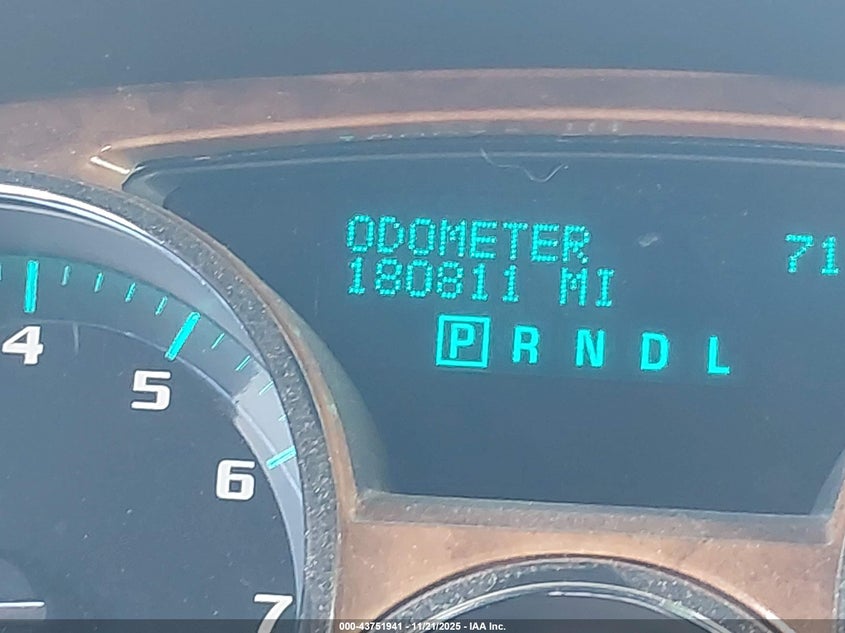 ODOMETER 71
180811 MI
P R N D L
4
5
6
7
000-43751941 - 11/21/2025 - IAA Inc.